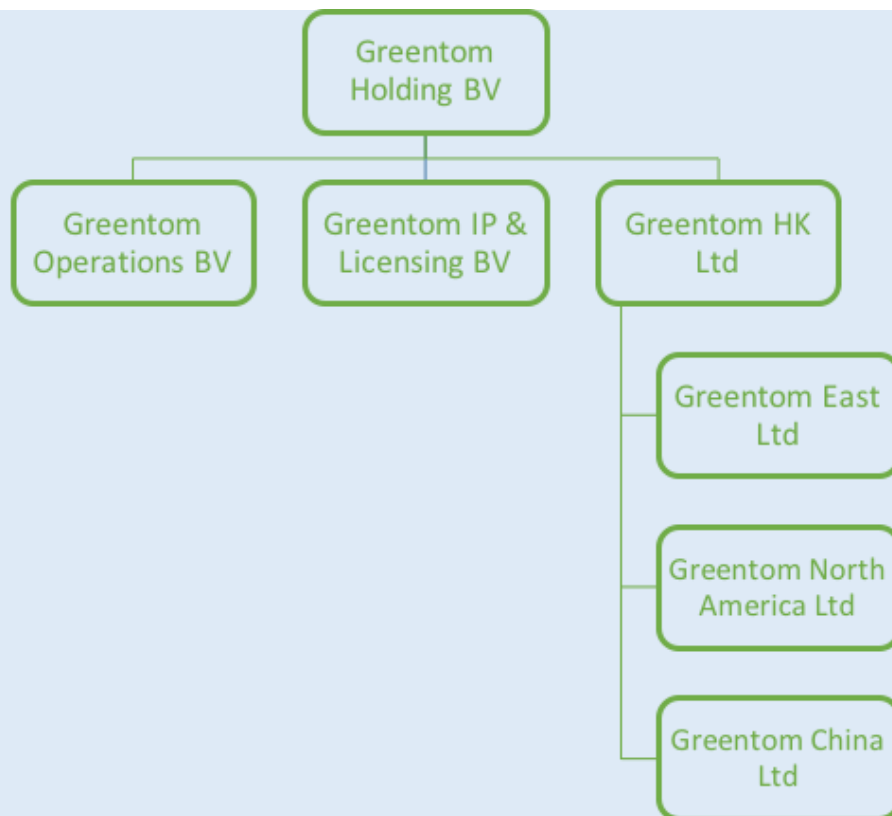 Greentom
Holding BV
Greentom
Operations BV
Greentom IP &
Licensing BV
Greentom HK
Ltd
Greentom East
Ltd
Greentom North
America Ltd
Greentom China
Ltd